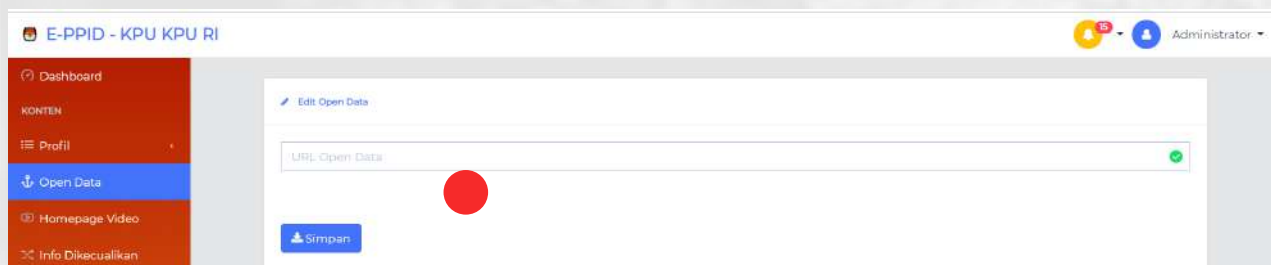 E-PPID - KPU KPU RI
15
Administrator
Dashboard
KONTEN
Profil
Open Data
Homepage Video
Info Dikecualikan
Edit Open Data
URL Open Data
Simpan